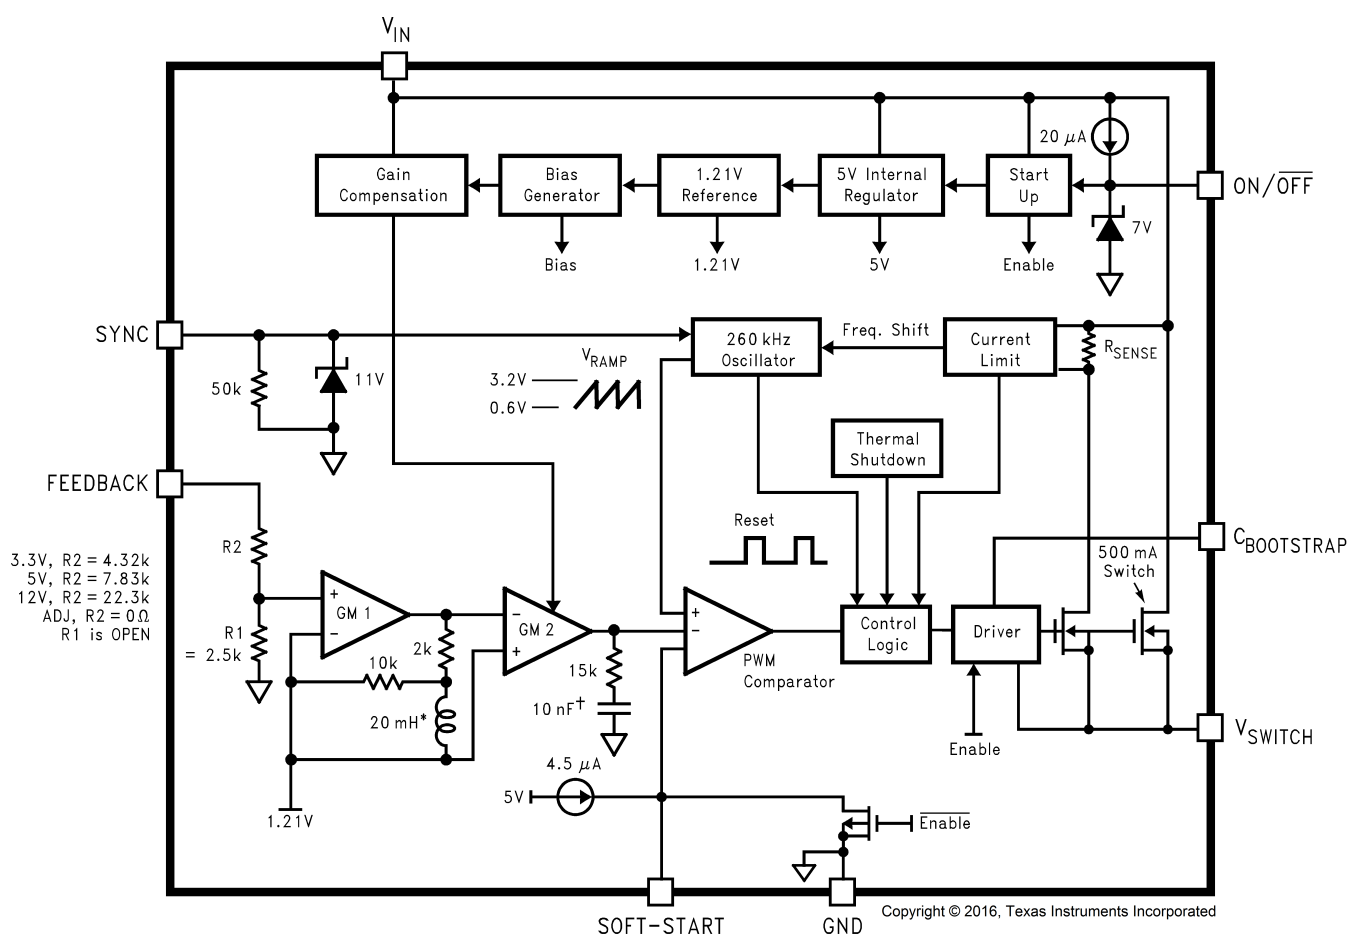 VIN
20 µA
Gain
Compensation
Bias
Generator
1.21V
Reference
5V Internal
Regulator
Start
Up
ON/OFF
7V
Bias
1.21V
5V
Enable
SYNC
50k
11V
VRAMP
3.2V
0.6V
260 kHz
Oscillator
Freq. Shift
Current
Limit
RSENSE
Thermal
Shutdown
FEEDBACK
Reset
CBOOTSTRAP
3.3V, R2 = 4.32k
5V, R2 = 7.83k
12V, R2 = 22.3k
ADJ, R2 = 0Ω
R1 is OPEN
R2
R1
= 2.5k
500 mA
Switch
+
GM 1
−
2k
10k
20 mH*
1.21V
−
GM 2
+
15k
10 nF†
+
−
PWM
Comparator
Control
Logic
Driver
Enable
VSWITCH
4.5 µA
5V
Enable
SOFT-START
GND
Copyright © 2016, Texas Instruments Incorporated